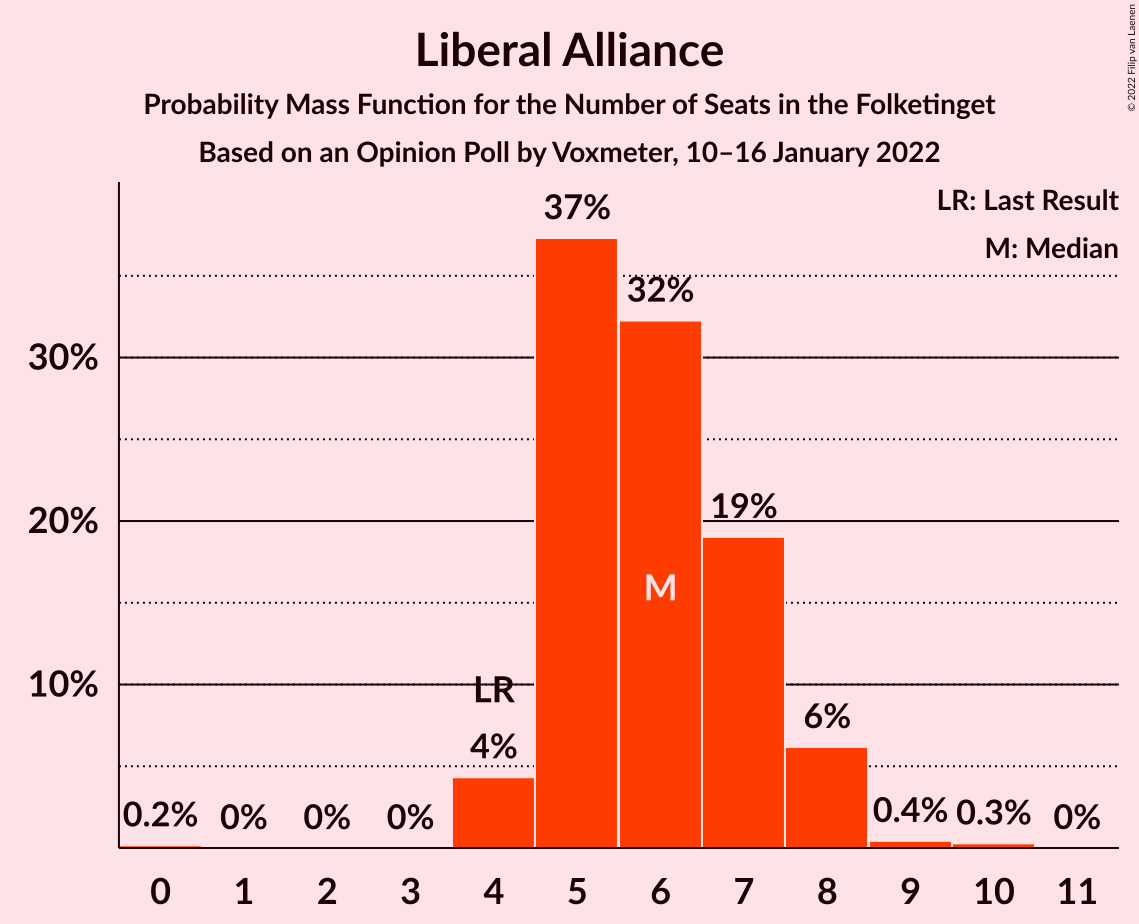 Liberal Alliance
Probability Mass Function for the Number of Seats in the Folketinget
Based on an Opinion Poll by Voxmeter, 10–16 January 2022
© 2022 Filip van Laenen
LR: Last Result
M: Median
37%
32%
30%
20%
19%
M
10%
LR
6%
4%
0.2% 0% 0% 0% 0.4% 0.3% 0%
0 1 2 3 4 5 6 7 8 9 10 11